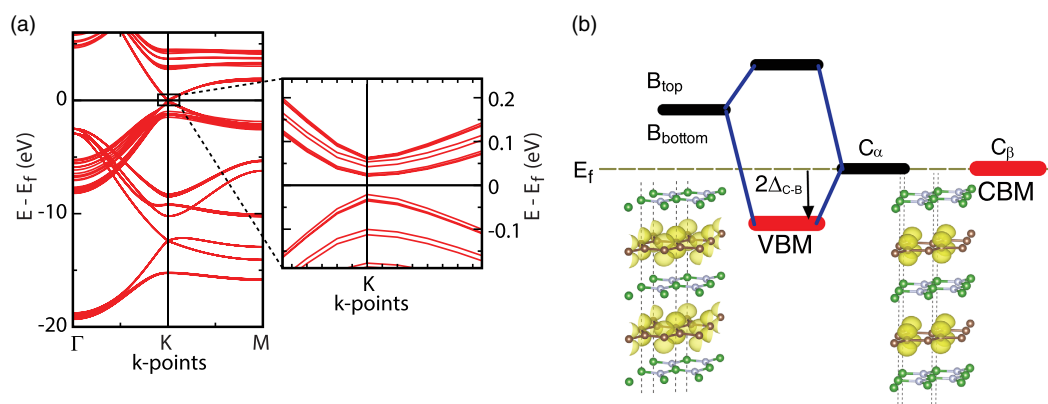 (a)
E - E_f (eV)
0
-10
-20
Γ
K
M
k-points
0.2
0.1
0
-0.1
E - E_f (eV)
K
k-points
(b)
B_top
B_bottom
E_f
2Δ_C-B
VBM
C_α
C_β
CBM